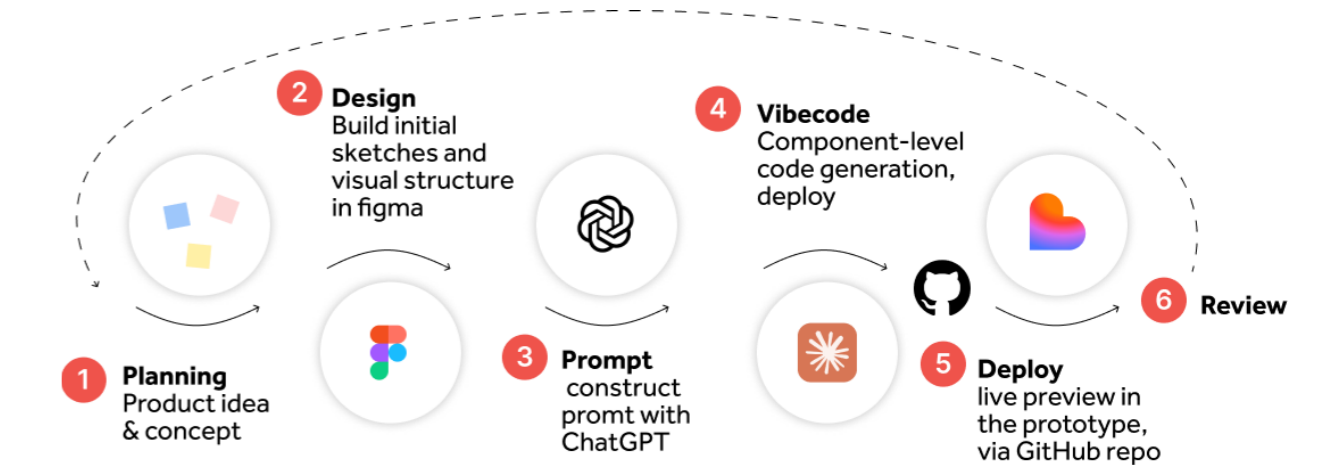 1
Planning
Product idea
& concept
2
Design
Build initial
sketches and
visual structure
in figma
3
Prompt
construct
promt with
ChatGPT
4
Vibecode
Component-level
code generation,
deploy
5
Deploy
live preview in
the prototype,
via GitHub repo
6
Review